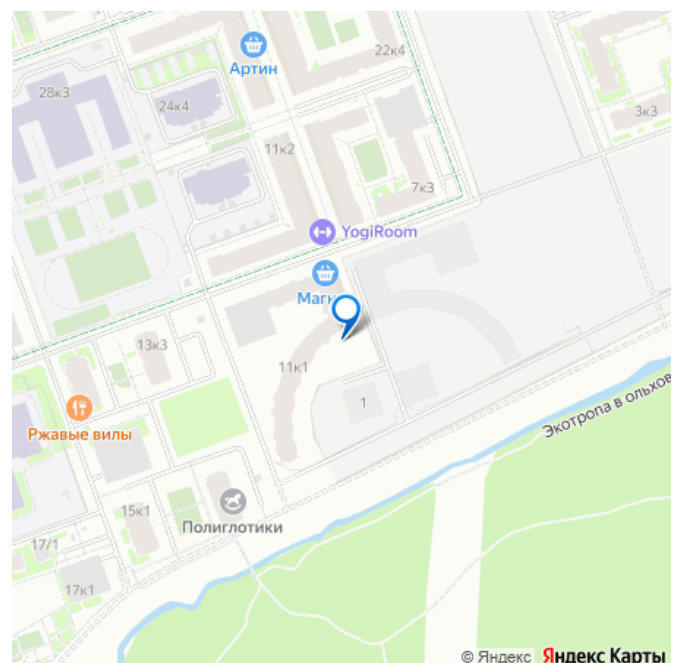 22к4
Артин
28к3
24к4
3к3
11к2
7к3
YogiRoom
Магн
13к3
11к1
1
Ржавые вилы
Экотропа в ольхов
15к1
Полиглотики
17/1
17к1
© Яндекс Яндекс Карты